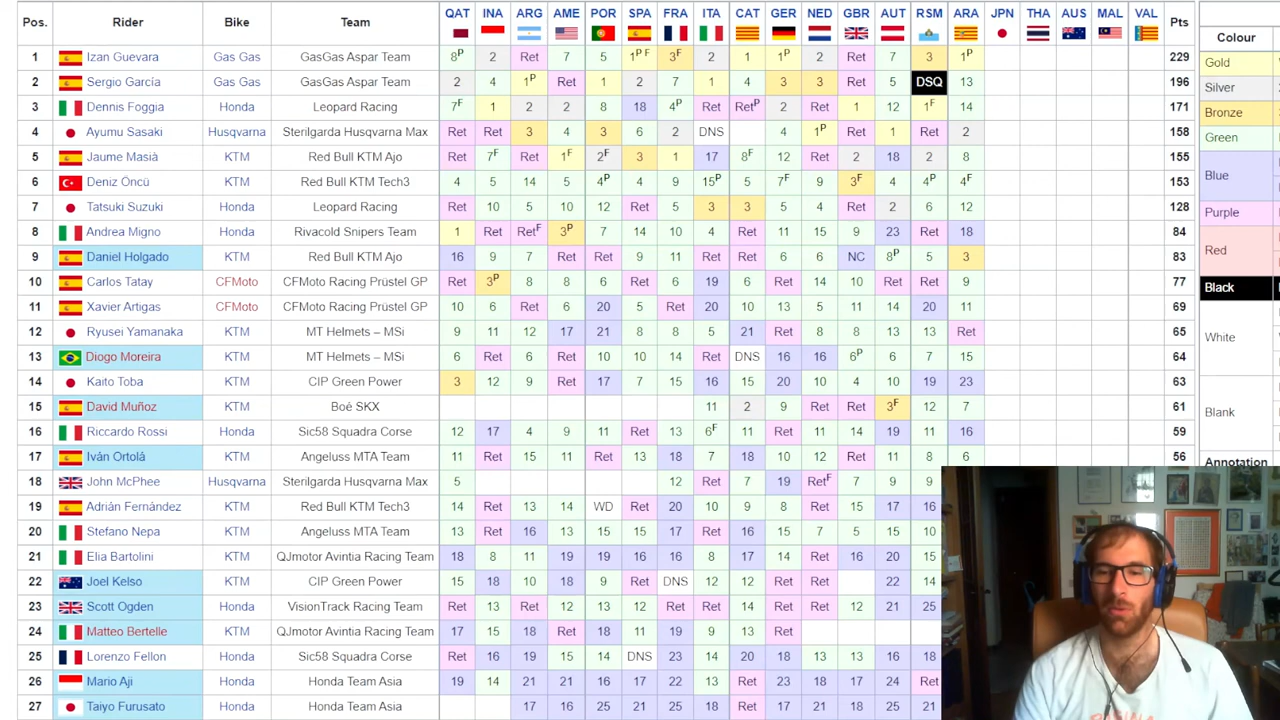 Pos. Rider Bike Team QAT INA ARG AME POR SPA FRA ITA CAT GER NED GBR AUT RSM ARA JPN THA AUS MAL VAL Pts
Colour
1 Izan Guevara Gas Gas GasGas Aspar Team 8P 2 Ret 7 5 1P F 3F 2 1 1P 2 Ret 7 3 1P 229 Gold
2 Sergio García Gas Gas GasGas Aspar Team 2 4 1P Ret 1 2 7 1 4 3 3 Ret 5 DSQ 13 196 Silver
3 Dennis Foggia Honda Leopard Racing 7F 1 2 2 8 18 4P Ret RetP 2 Ret 1 12 1F 14 171 Bronze
4 Ayumu Sasaki Husqvarna Sterilgarda Husqvarna Max Ret Ret 3 4 3 6 2 DNS 4 1P Ret 1 Ret 2 158 Green
5 Jaume Masià KTM Red Bull KTM Ajo Ret 7F Ret 1F 2F 3 1 17 8F 12 Ret 2 18 2 8 155
Blue
6 Deniz Öncü KTM Red Bull KTM Tech3 4 4 14 5 4P 4 9 15P 5 7F 9 3F 4 4P 4F 153
7 Tatsuki Suzuki Honda Leopard Racing Ret 10 5 10 12 Ret 5 3 3 5 4 Ret 2 6 12 128 Purple
8 Andrea Migno Honda Rivacold Snipers Team 1 Ret RetF 3P 7 14 10 4 Ret 11 15 9 23 Ret 18 84
Red
9 Daniel Holgado KTM Red Bull KTM Ajo 16 9 7 Ret Ret 9 11 Ret Ret 6 6 NC 8P 5 3 83
10 Carlos Tatay CFMoto CFMoto Racing Prüstel GP Ret 3P 8 8 6 Ret 6 19 6 Ret 14 10 Ret Ret 9 77 Black
11 Xavier Artigas CFMoto CFMoto Racing Prüstel GP 10 6 Ret 6 20 5 Ret 20 10 3 5 11 14 20 11 69
12 Ryusei Yamanaka KTM MT Helmets – MSi 9 11 12 17 21 8 8 5 21 Ret 8 8 13 13 Ret 65 White
13 Diogo Moreira KTM MT Helmets – MSi 6 Ret 6 Ret 10 10 14 Ret DNS 16 16 6P 6 7 15 64
14 Kaito Toba KTM CIP Green Power 3 12 9 Ret 17 7 15 16 15 20 10 4 10 19 23 63
15 David Muñoz KTM Boé SKX 11 2 9 Ret Ret 3F 12 7 61 Blank
16 Riccardo Rossi Honda Sic58 Squadra Corse 12 17 4 9 11 Ret 13 6F 11 Ret 11 14 19 11 16 59
17 Iván Ortolá KTM Angeluss MTA Team 11 Ret 15 11 Ret 13 18 7 18 10 12 Ret 11 8 6 56 Annotation
18 John McPhee Husqvarna Sterilgarda Husqvarna Max 5 12 Ret 7 19 RetF 7 9 9
19 Adrián Fernández KTM Red Bull KTM Tech3 14 Ret 13 14 WD Ret 20 10 9 8 Ret 15 17 16
20 Stefano Nepa KTM Angeluss MTA Team 13 Ret 16 13 15 15 17 Ret 16 15 7 5 15 10
21 Elia Bartolini KTM QJmotor Avintia Racing Team 18 8 11 19 19 16 16 8 17 14 Ret 16 20 15
22 Joel Kelso KTM CIP Green Power 15 18 10 18 9 Ret DNS 12 12 Ret Ret 22 14
23 Scott Ogden Honda VisionTrack Racing Team Ret 13 Ret 12 13 12 Ret Ret 14 Ret Ret 12 21 25
24 Matteo Bertelle KTM QJmotor Avintia Racing Team 17 15 18 Ret 18 11 19 9 13 Ret
25 Lorenzo Fellon Honda Sic58 Squadra Corse Ret 16 19 15 14 DNS 23 14 20 18 13 13 16 18
26 Mario Aji Honda Honda Team Asia 19 14 21 21 16 17 22 13 Ret 23 18 17 24 Ret
27 Taiyo Furusato Honda Honda Team Asia 17 16 25 21 25 18 Ret 17 21 18 25 21